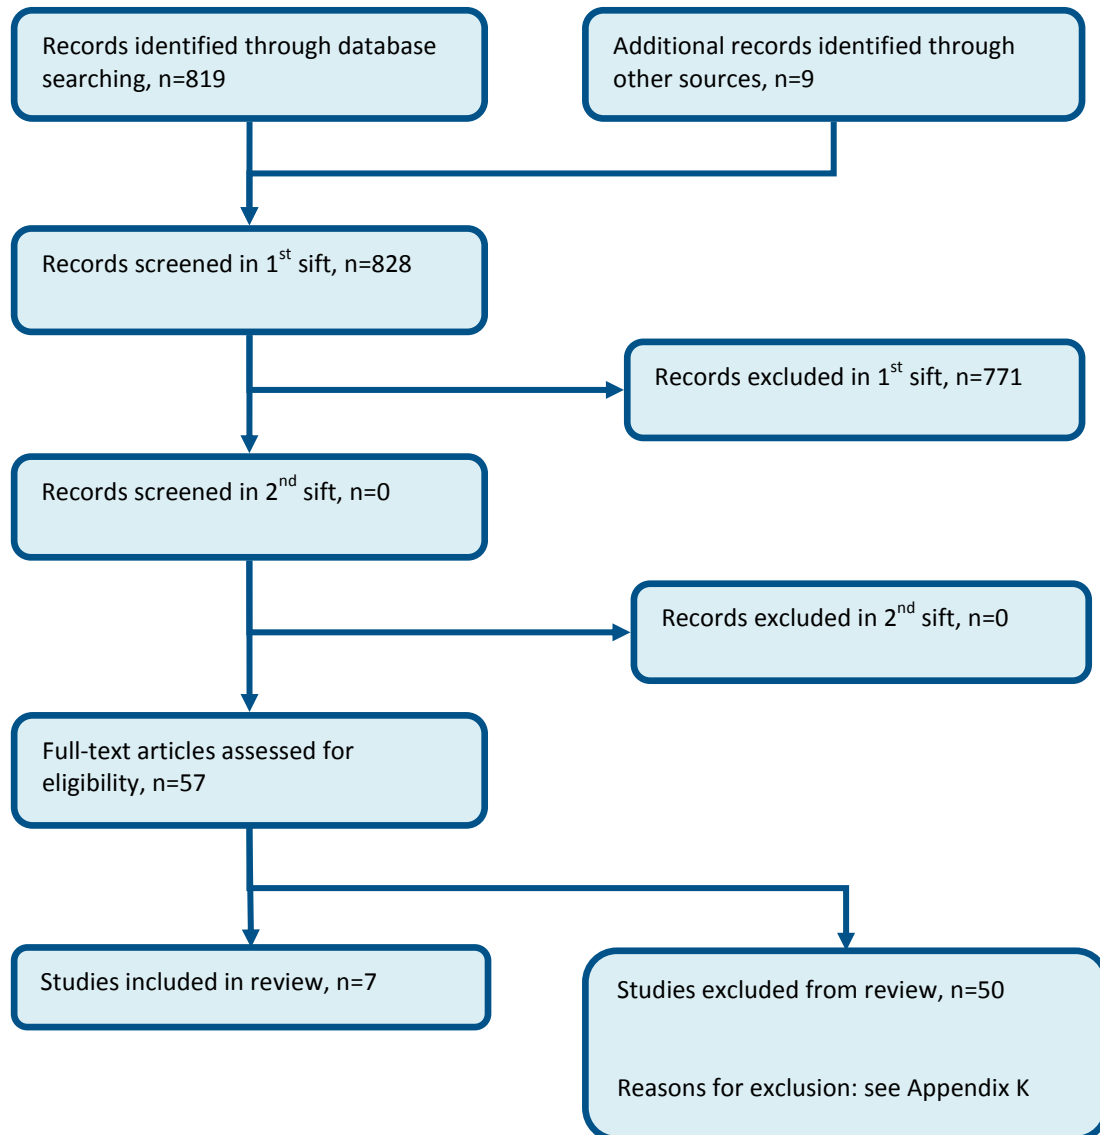 Records identified through database
searching, n=819
Additional records identified through
other sources, n=9
Records screened in 1st sift, n=828
Records excluded in 1st sift, n=771
Records screened in 2nd sift, n=0
Records excluded in 2nd sift, n=0
Full-text articles assessed for
eligibility, n=57
Studies included in review, n=7
Studies excluded from review, n=50
Reasons for exclusion: see Appendix K